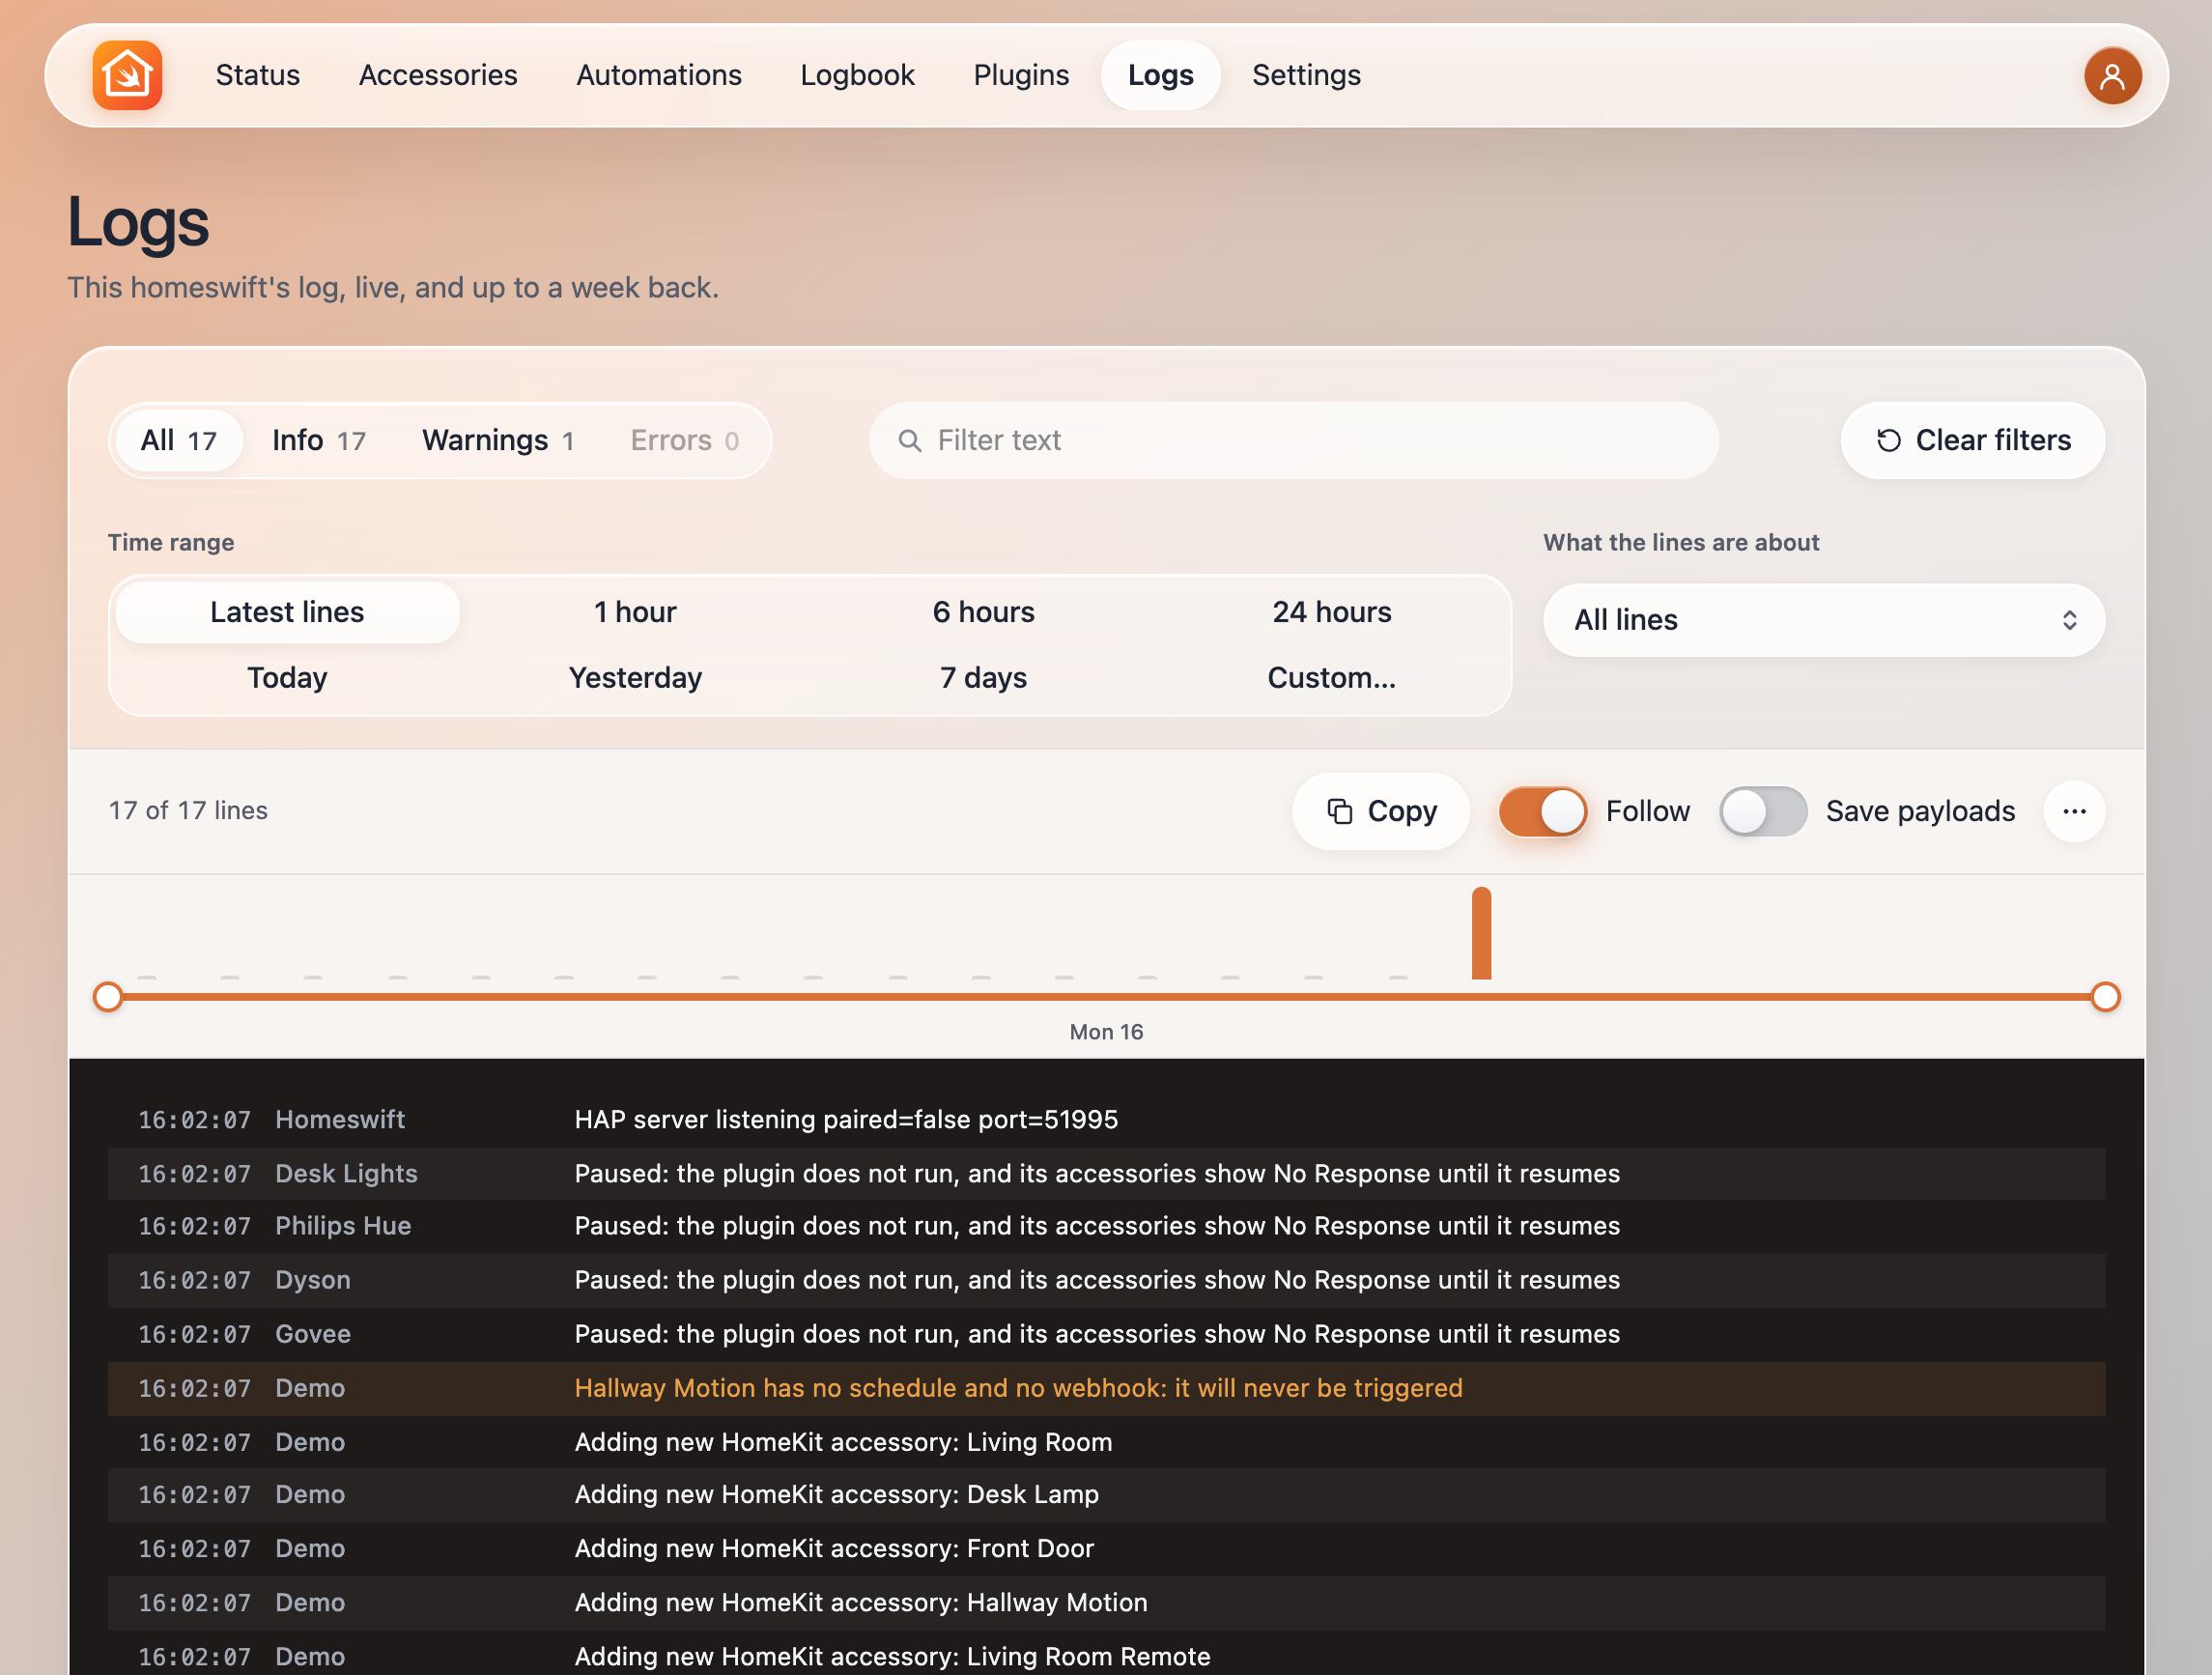 Status Accessories Automations Logbook Plugins Logs Settings
Logs
This homeswift's log, live, and up to a week back.
All 17 Info 17 Warnings 1 Errors 0 Filter text Clear filters
Time range What the lines are about
Latest lines 1 hour 6 hours 24 hours All lines
Today Yesterday 7 days Custom...
17 of 17 lines Copy Follow Save payloads
Mon 16
16:02:07 Homeswift HAP server listening paired=false port=51995
16:02:07 Desk Lights Paused: the plugin does not run, and its accessories show No Response until it resumes
16:02:07 Philips Hue Paused: the plugin does not run, and its accessories show No Response until it resumes
16:02:07 Dyson Paused: the plugin does not run, and its accessories show No Response until it resumes
16:02:07 Govee Paused: the plugin does not run, and its accessories show No Response until it resumes
16:02:07 Demo Hallway Motion has no schedule and no webhook: it will never be triggered
16:02:07 Demo Adding new HomeKit accessory: Living Room
16:02:07 Demo Adding new HomeKit accessory: Desk Lamp
16:02:07 Demo Adding new HomeKit accessory: Front Door
16:02:07 Demo Adding new HomeKit accessory: Hallway Motion
16:02:07 Demo Adding new HomeKit accessory: Living Room Remote